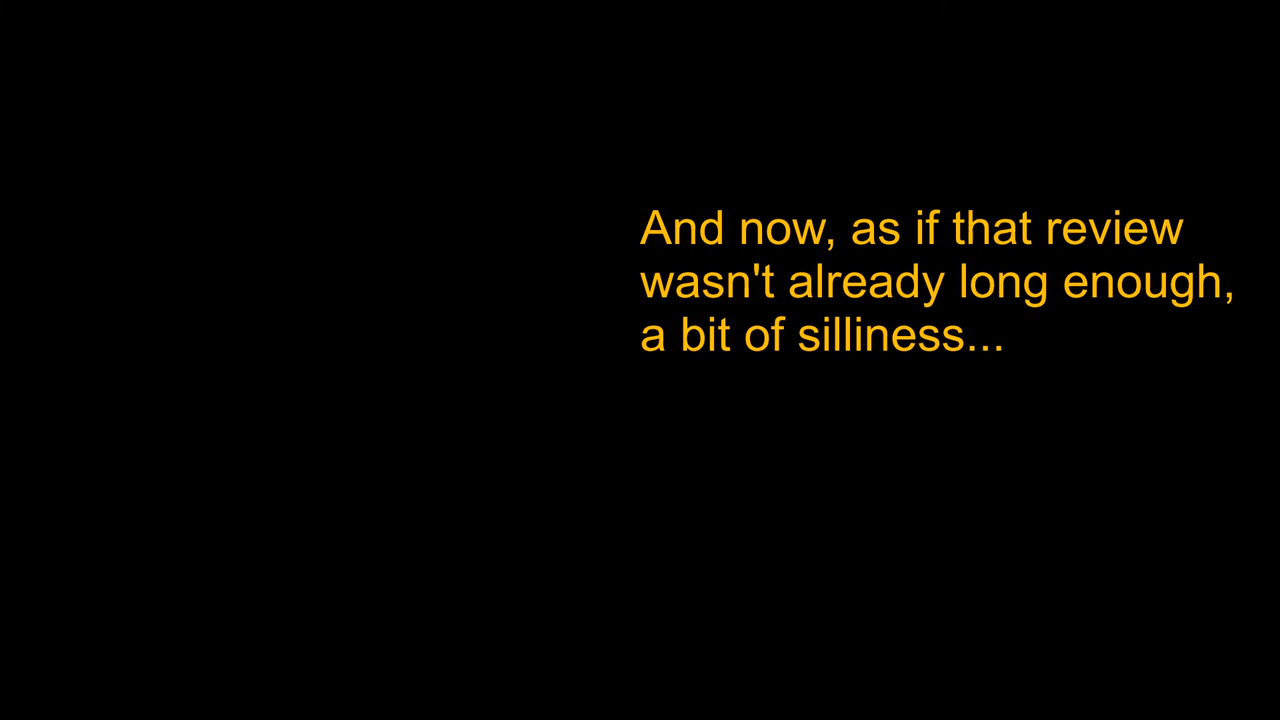 And now, as if that review
wasn't already long enough,
a bit of silliness...